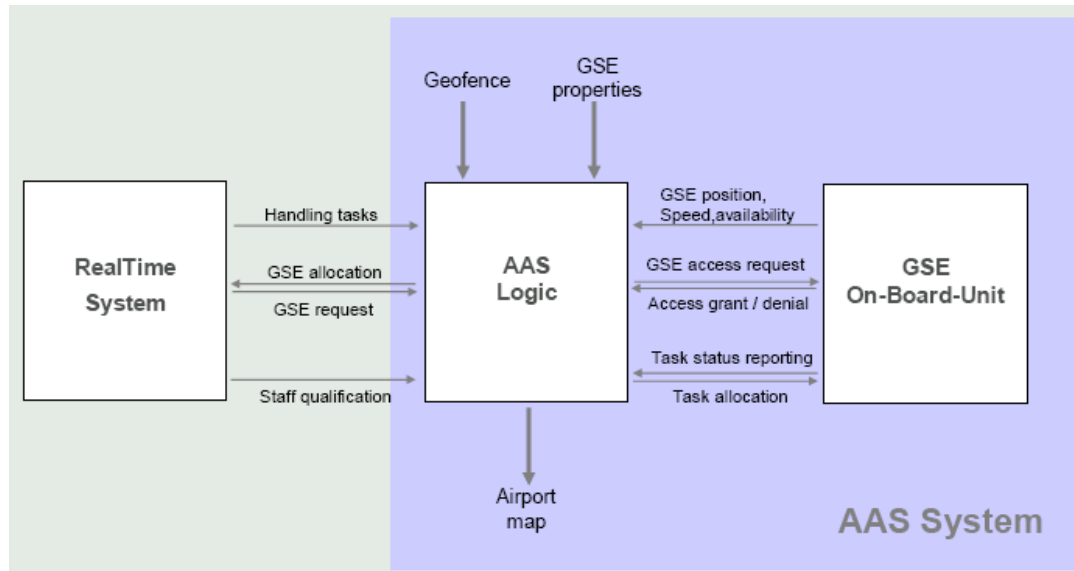 Geofence
GSE
properties
RealTime
System
Handling tasks
GSE allocation
GSE request
Staff qualification
AAS
Logic
GSE position,
Speed,availability
GSE access request
Access grant / denial
Task status reporting
Task allocation
GSE
On-Board-Unit
Airport
map
AAS System